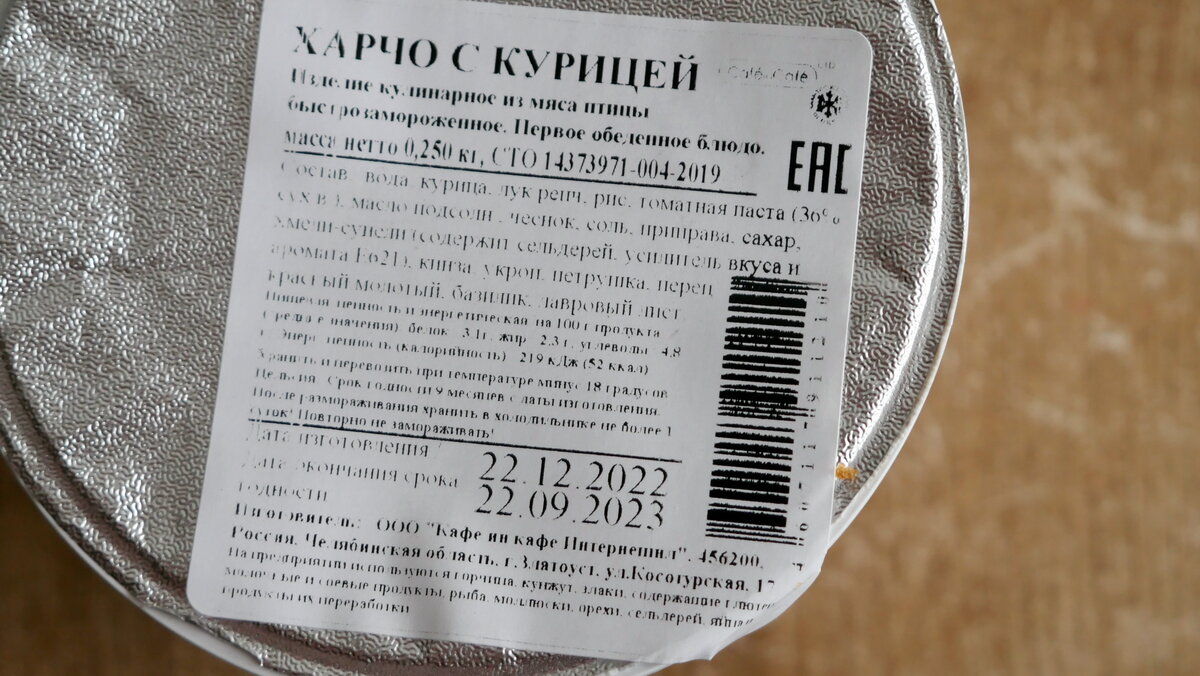 ХАРЧО С КУРИЦЕЙ
Café Café
Изделие кулинарное из мяса птицы
быстрозамороженное. Первое обеденное блюдо.
масса нетто 0,250 кг, СТО 14373971-004-2019
EAC
Состав: вода, курица, лук репч, рис, томатная паста (36%
сух в.), масло подсолн., чеснок, соль, приправа, сахар,
хмели-сунели (содержит сельдерей, усилитель вкуса и
аромата Е621), кинза, укроп, петрушка, перец
красный молотый, базилик, лавровый лист
Пищевая ценность и энергетическая на 100 г продукта
(средние значения): белок - 3,1г, жир - 2,3 г, углеводы - 4,8
г. Энерг. ценность (калорийность) - 219 кДж (52 ккал)
Хранить и перевозить при температуре минус 18 градусов
Цельсия. Срок годности 9 месяцев с даты изготовления.
После размораживания хранить в холодильнике не более 1
суток! Повторно не замораживать!
Дата изготовления 22.12.2022
Дата окончания срока
годности 22.09.2023
Изготовитель: ООО "Кафе ин кафе Интернешнл", 456200,
Россия, Челябинская область, г.Златоуст, ул.Косотурская, 1
На предприятии используются горчица, кунжут, злаки, содержащие глютен
молочные и соевые продукты, рыба, моллюски, орехи, сельдерей, яйца
продукты их переработки